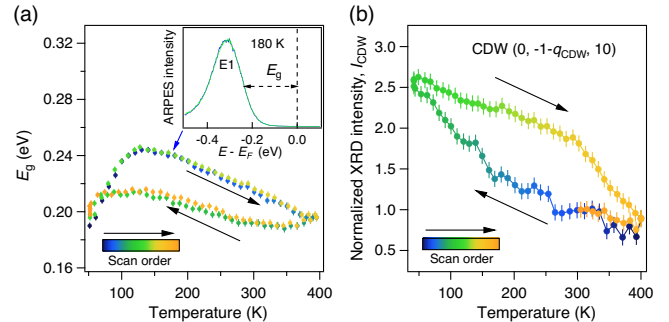 (a)
0.32
0.28
0.24
0.20
0.16
E_g (eV)
100
200
300
400
Temperature (K)
Scan order
ARPES intensity
180 K
E1
E_g
-0.4
-0.2
0.0
E - E_F (eV)
(b)
3.0
2.5
2.0
1.5
1.0
0.5
Normalized XRD intensity, I_CDW
CDW (0, -1-q_CDW, 10)
100
200
300
400
Temperature (K)
Scan order